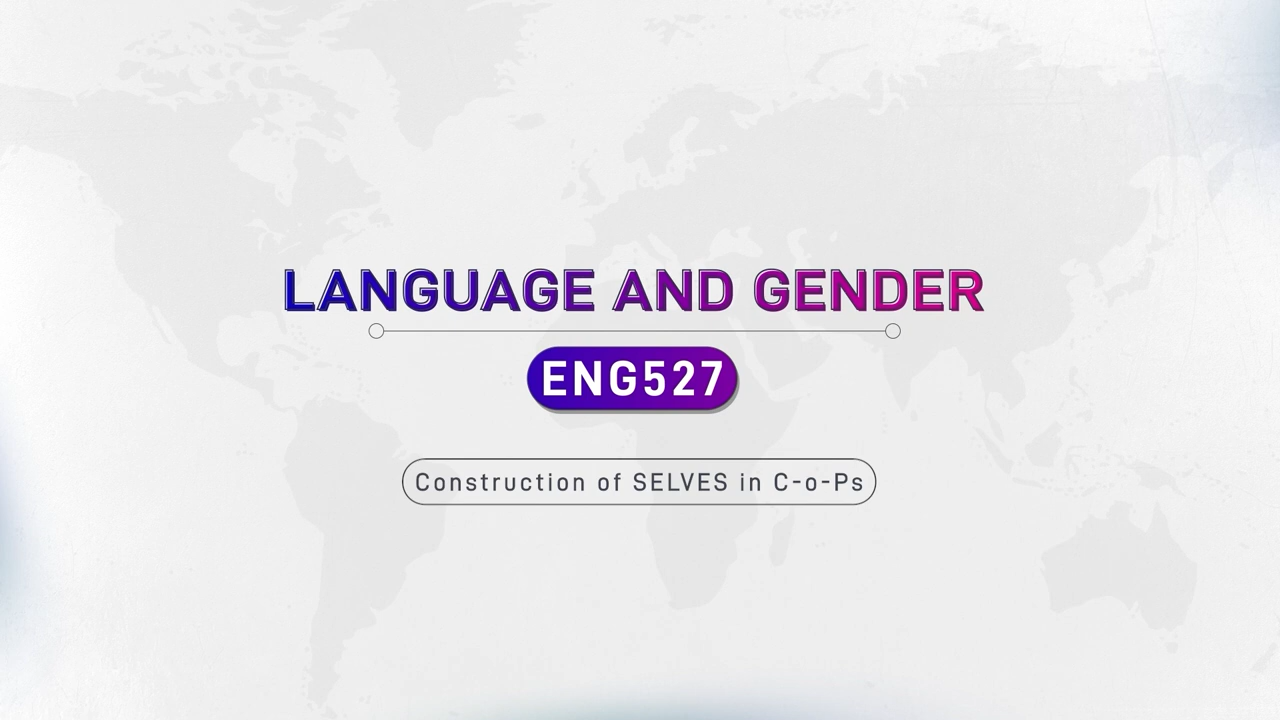 LANGUAGE AND GENDER
ENG527
Construction of SELVES in C-o-Ps